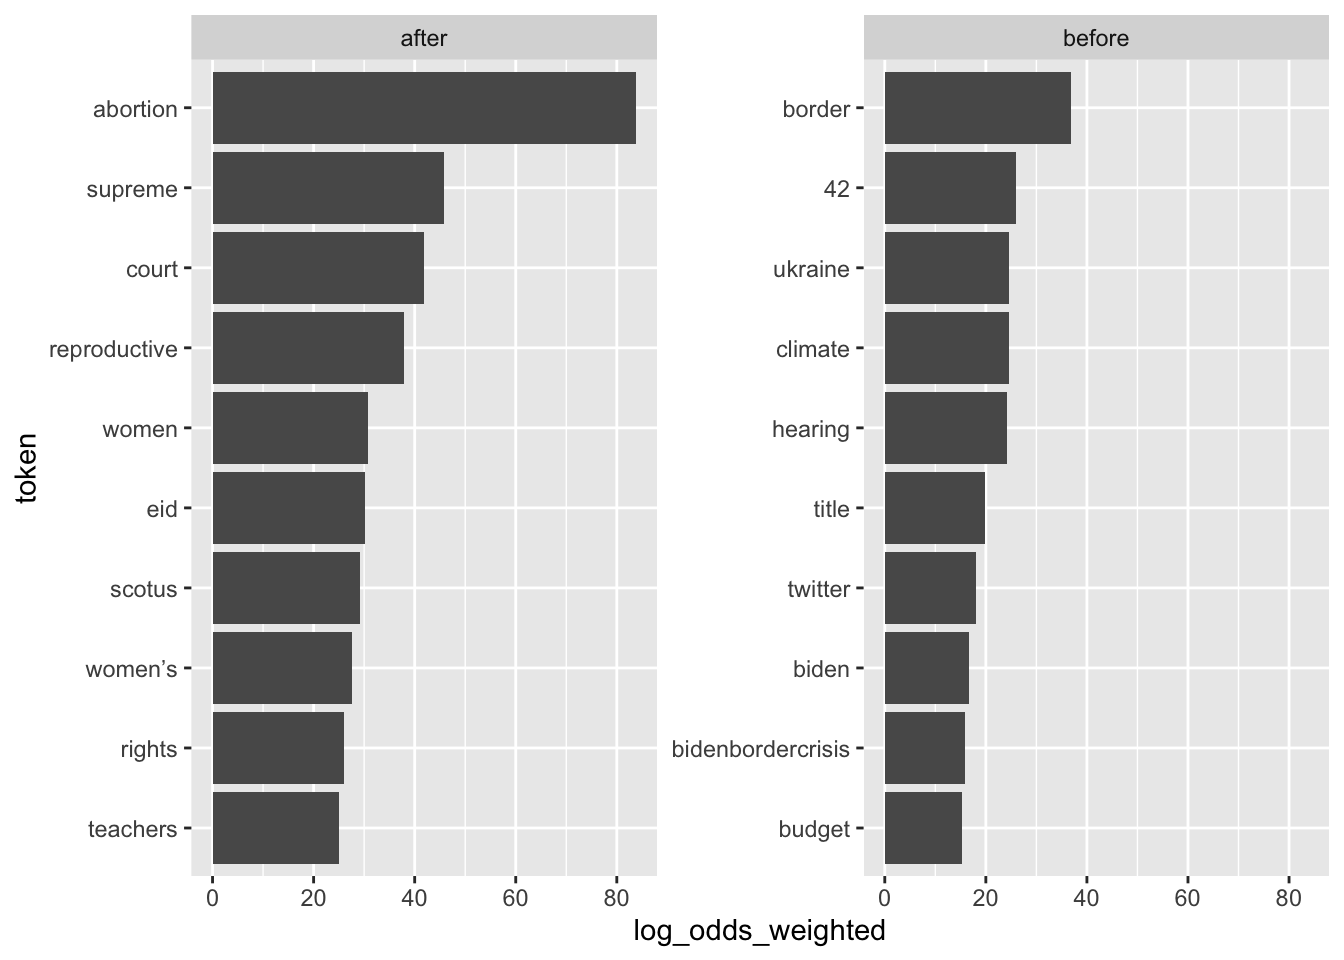 after
before
token
abortion
supreme
court
reproductive
women
eid
scotus
women’s
rights
teachers
0 20 40 60 80
border
42
ukraine
climate
hearing
title
twitter
biden
bidenbordercrisis
budget
0 20 40 60 80
log_odds_weighted